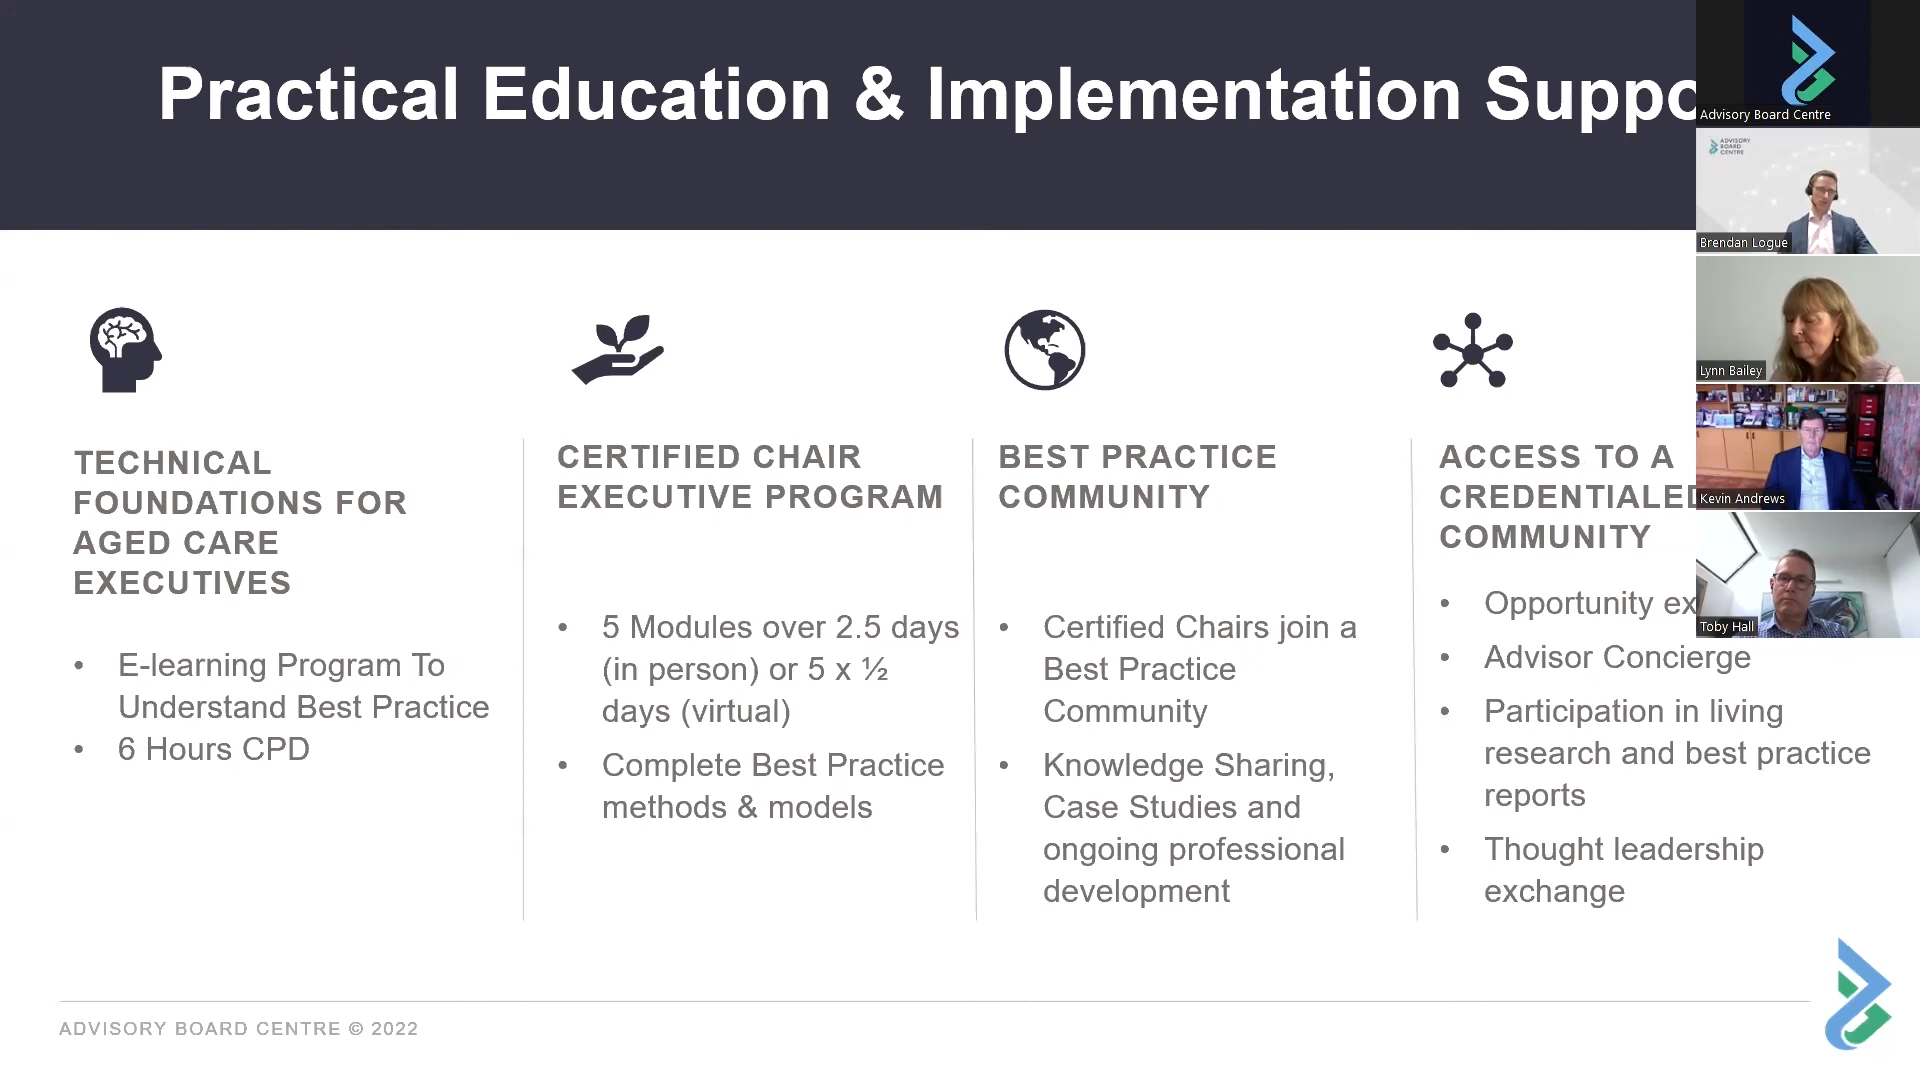 Practical Education & Implementation Suppo
Advisory Board Centre
ADVISORY
BOARD
CENTRE
Brendan Logue
Lynn Bailey
Kevin Andrews
Toby Hall
TECHNICAL
FOUNDATIONS FOR
AGED CARE
EXECUTIVES
• E-learning Program To
Understand Best Practice
• 6 Hours CPD
CERTIFIED CHAIR
EXECUTIVE PROGRAM
• 5 Modules over 2.5 days
(in person) or 5 x ½
days (virtual)
• Complete Best Practice
methods & models
BEST PRACTICE
COMMUNITY
• Certified Chairs join a
Best Practice
Community
• Knowledge Sharing,
Case Studies and
ongoing professional
development
ACCESS TO A
CREDENTIALED
COMMUNITY
• Opportunity ex
• Advisor Concierge
• Participation in living
research and best practice
reports
• Thought leadership
exchange
ADVISORY BOARD CENTRE © 2022